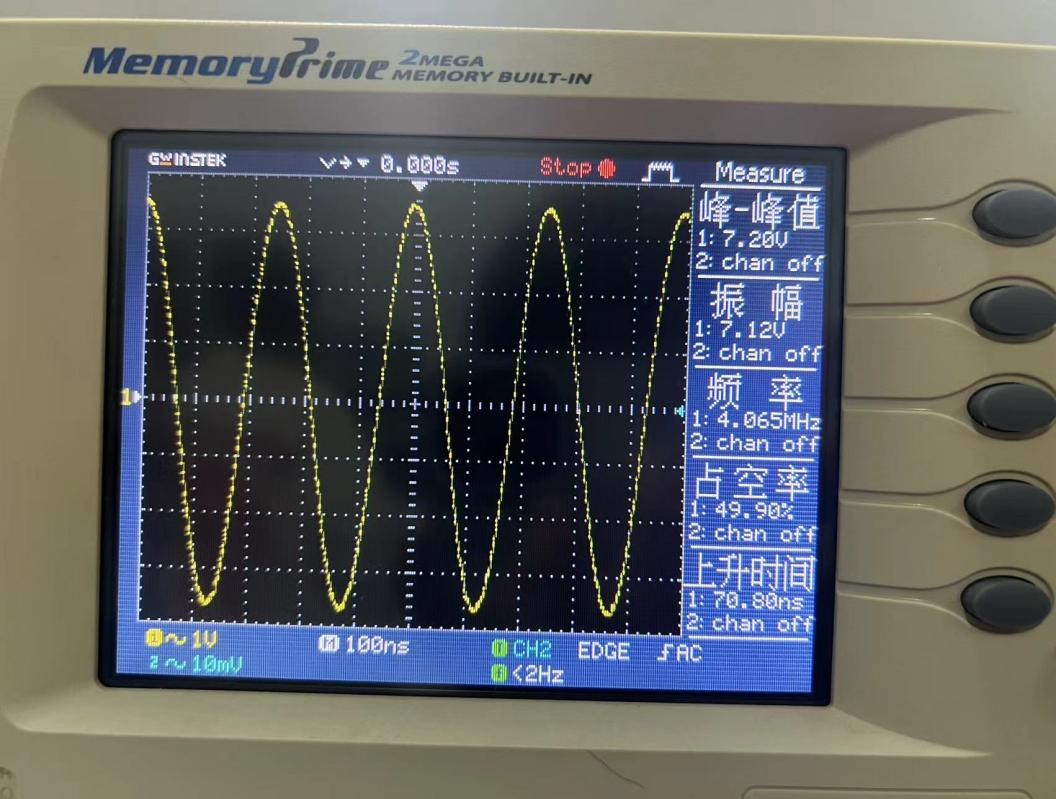 MemoryPrime 2MEGA
MEMORY BUILT-IN
GWINSTEK 0.000s Stop Measure
峰-峰值
1: 7.20V
2: chan off
振 幅
1: 7.12V
2: chan off
频 率
1: 4.065MHz
2: chan off
占空率
1: 49.90%
2: chan off
上升时间
1: 70.80ns
2: chan off
1
1 ~ 1V M 100ns T CH2 EDGE AC
2 ~ 10mV f <2Hz